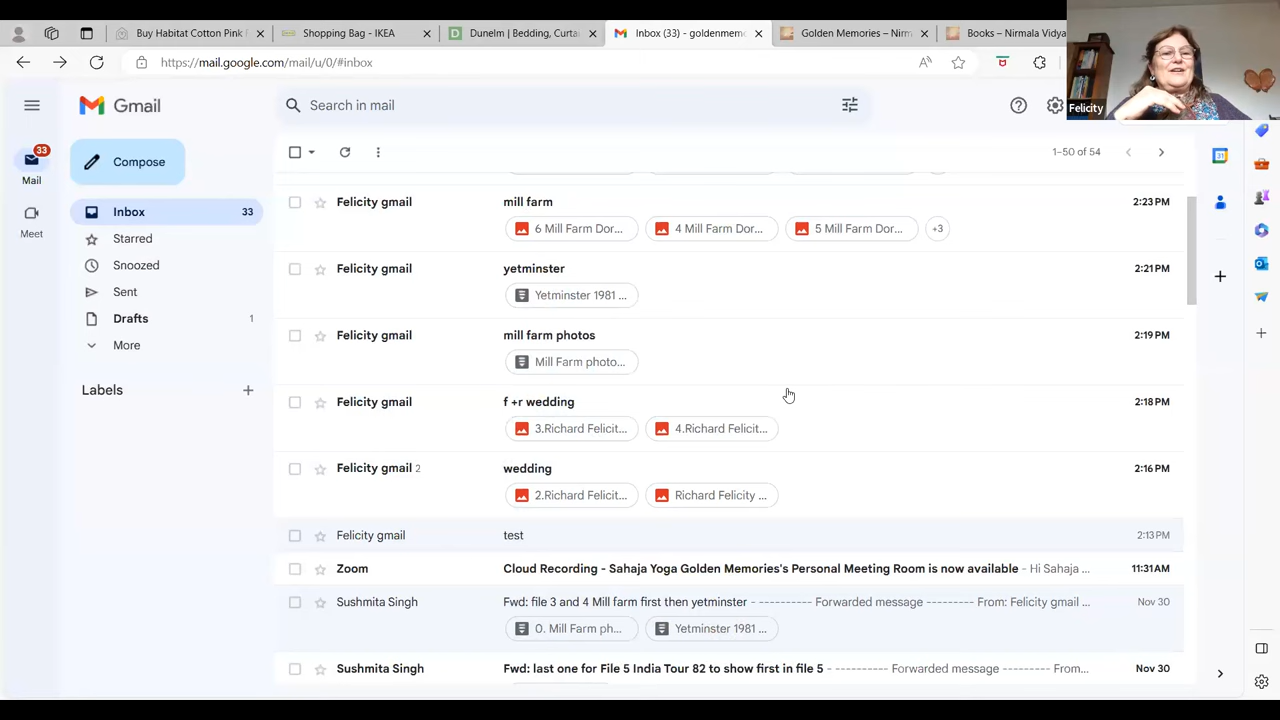 Buy Habitat Cotton Pink F
Shopping Bag - IKEA
Dunelm | Bedding, Curta
Inbox (33) - goldenmemo
Golden Memories – Nirm
Books – Nirmala Vidya
https://mail.google.com/mail/u/0/#inbox
Felicity
Gmail
Search in mail
33
Mail
Compose
1–50 of 54
31
Meet
Inbox 33
Starred
Snoozed
Sent
Drafts 1
More
Labels
Felicity gmail mill farm 2:23 PM
6 Mill Farm Dor... 4 Mill Farm Dor... 5 Mill Farm Dor... +3
Felicity gmail yetminster 2:21 PM
Yetminster 1981 ...
Felicity gmail mill farm photos 2:19 PM
Mill Farm photo...
Felicity gmail f +r wedding 2:18 PM
3.Richard Felicit... 4.Richard Felicit...
Felicity gmail 2 wedding 2:16 PM
2.Richard Felicit... Richard Felicity ...
Felicity gmail test 2:13 PM
Zoom Cloud Recording - Sahaja Yoga Golden Memories's Personal Meeting Room is now available - Hi Sahaja ... 11:31 AM
Sushmita Singh Fwd: file 3 and 4 Mill farm first then yetminster - ---------- Forwarded message --------- From: Felicity gmail ... Nov 30
0. Mill Farm ph... Yetminster 1981 ...
Sushmita Singh Fwd: last one for File 5 India Tour 82 to show first in file 5 - ---------- Forwarded message --------- From... Nov 30